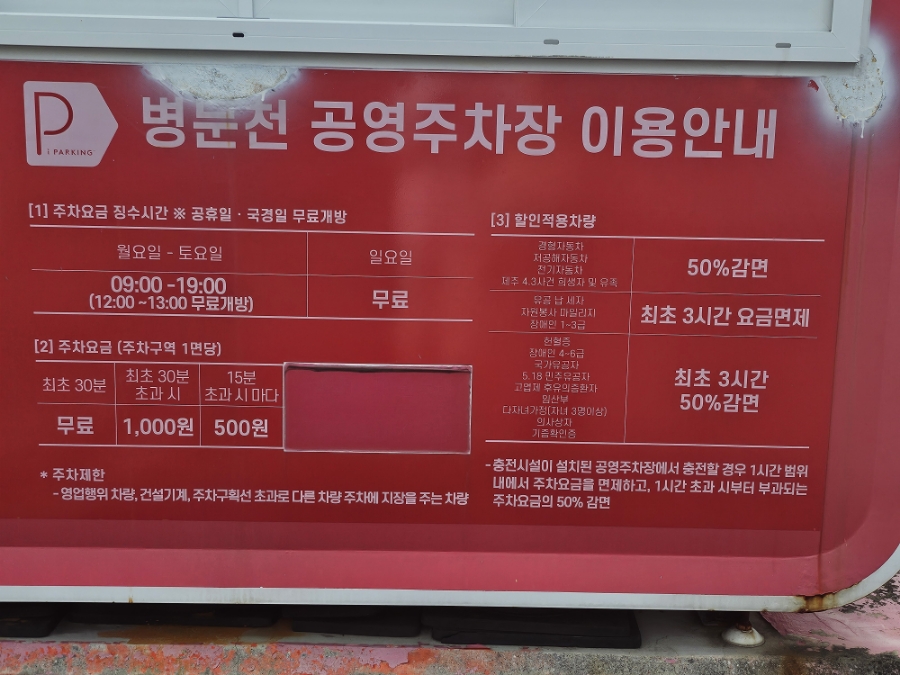 P
i PARKING
병문천 공영주차장 이용안내
[1] 주차요금 징수시간 ※ 공휴일 · 국경일 무료개방
월요일 - 토요일
일요일
09:00 -19:00
(12:00 ~13:00 무료개방)
무료
[2] 주차요금 (주차구역 1면당)
최초 30분
최초 30분
초과 시
15분
초과 시 마다
무료
1,000원
500원
* 주차제한
- 영업행위 차량, 건설기계, 주차구획선 초과로 다른 차량 주차에 지장을 주는 차량
[3] 할인적용차량
경형자동차
저공해자동차
전기자동차
제주 4.3사건 희생자 및 유족
50%감면
유공 납 세자
자원봉사 마일리지
장애인 1~3급
최초 3시간 요금면제
헌혈증
장애인 4~6급
국가유공자
5.18 민주유공자
고엽제 후유의증환자
임산부
다자녀가정(자녀 3명이상)
의사상자
가족확인증
최초 3시간
50%감면
- 충전시설이 설치된 공영주차장에서 충전할 경우 1시간 범위
내에서 주차요금을 면제하고, 1시간 초과 시부터 부과되는
주차요금의 50% 감면